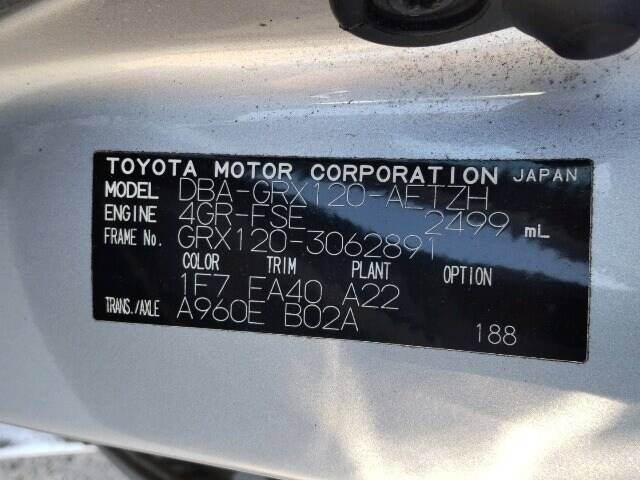 TOYOTA MOTOR CORPORATION JAPAN
MODEL DBA-GRX120-AETZH
ENGINE 4GR-FSE 2499 mL
FRAME No. GRX120-3062891
COLOR TRIM PLANT OPTION
1F7 FA40 A22
TRANS./AXLE A960E B02A
188